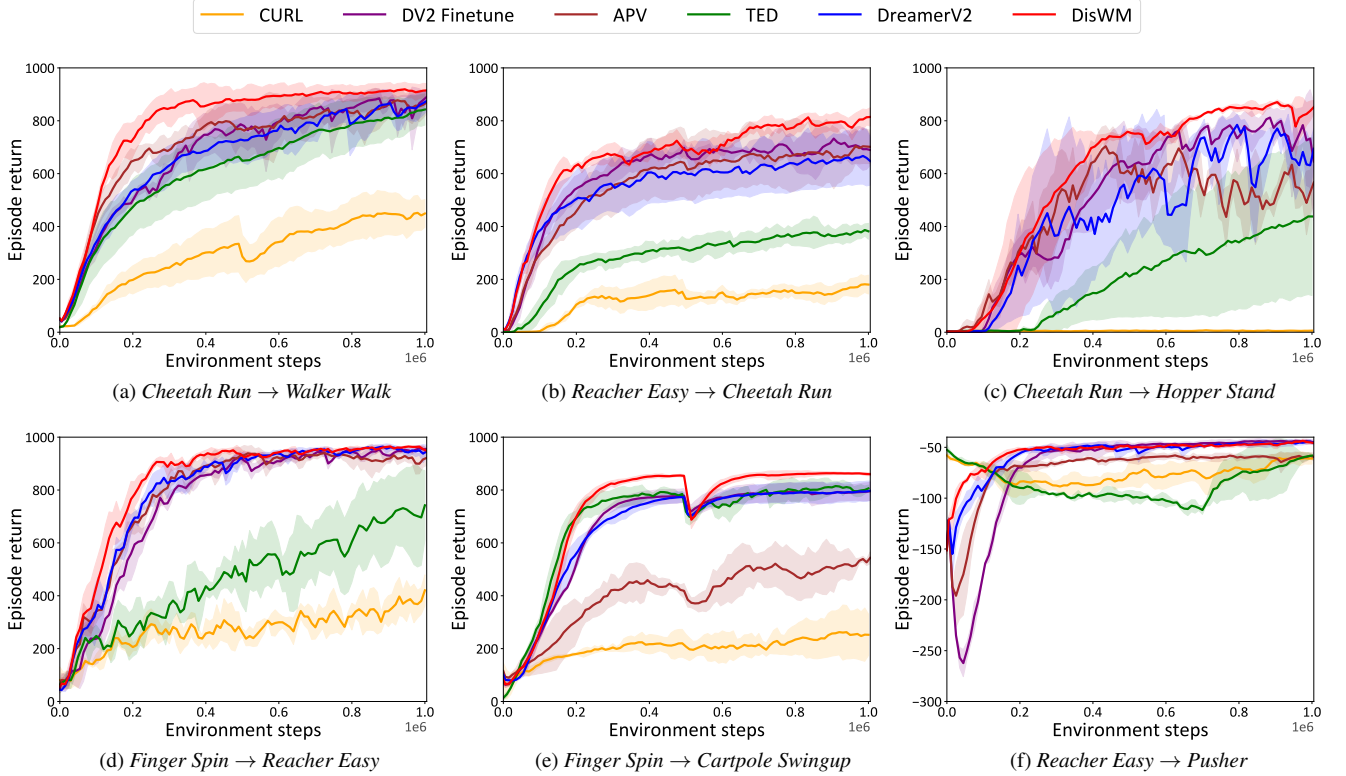 CURL DV2 Finetune APV TED DreamerV2 DisWM
1000
800
600
400
200
0
Episode return
0.0 0.2 0.4 0.6 0.8 1.0
1e6
Environment steps
(a) Cheetah Run → Walker Walk
1000
800
600
400
200
0
Episode return
0.0 0.2 0.4 0.6 0.8 1.0
1e6
Environment steps
(b) Reacher Easy → Cheetah Run
1000
800
600
400
200
0
Episode return
0.0 0.2 0.4 0.6 0.8 1.0
1e6
Environment steps
(c) Cheetah Run → Hopper Stand
1000
800
600
400
200
0
Episode return
0.0 0.2 0.4 0.6 0.8 1.0
1e6
Environment steps
(d) Finger Spin → Reacher Easy
1000
800
600
400
200
0
Episode return
0.0 0.2 0.4 0.6 0.8 1.0
1e6
Environment steps
(e) Finger Spin → Cartpole Swingup
−50
−100
−150
−200
−250
−300
Episode return
0.0 0.2 0.4 0.6 0.8 1.0
1e6
Environment steps
(f) Reacher Easy → Pusher